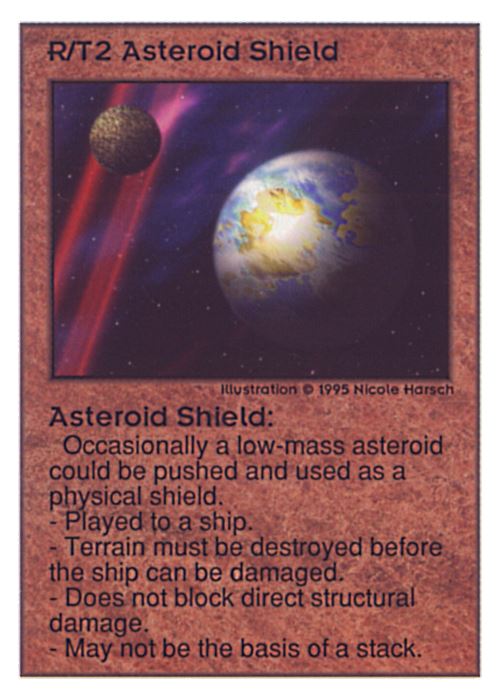 R/T2 Asteroid Shield
Illustration © 1995 Nicole Harsch
Asteroid Shield:
Occasionally a low-mass asteroid
could be pushed and used as a
physical shield.
- Played to a ship.
- Terrain must be destroyed before
the ship can be damaged.
- Does not block direct structural
damage.
- May not be the basis of a stack.